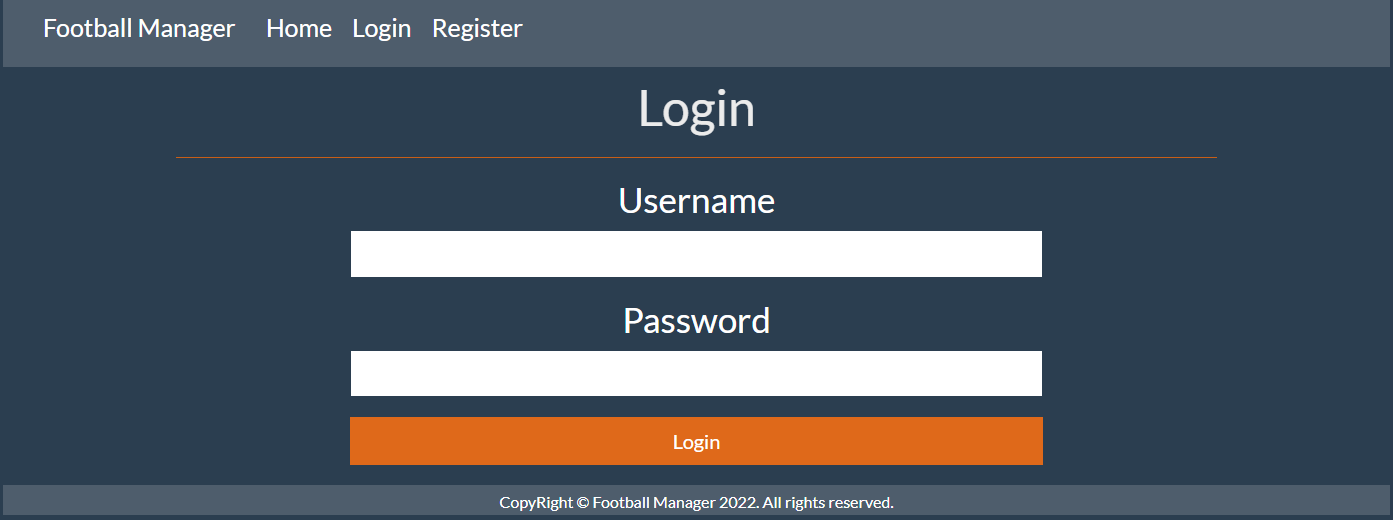 Football Manager Home Login Register
Login
Username
Password
Login
CopyRight © Football Manager 2022. All rights reserved.